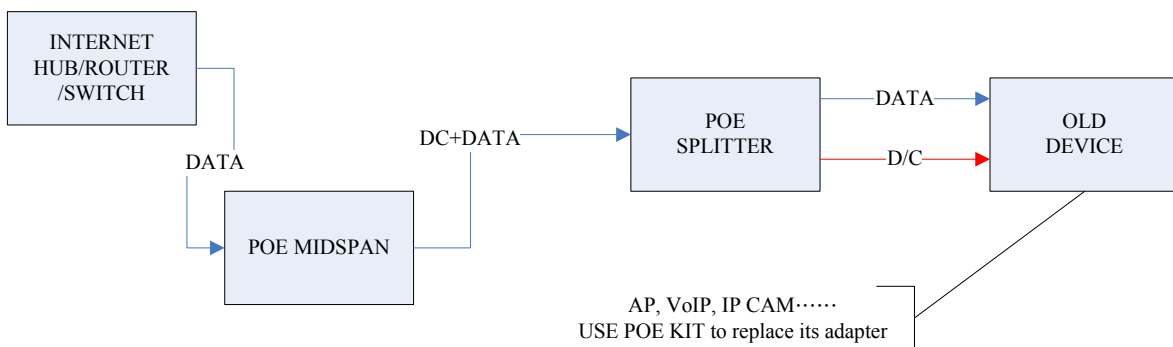 INTERNET
HUB/ROUTER
/SWITCH
DATA
POE MIDSPAN
DC+DATA
POE
SPLITTER
DATA
D/C
OLD
DEVICE
AP, VoIP, IP CAM⋯⋯
USE POE KIT to replace its adapter